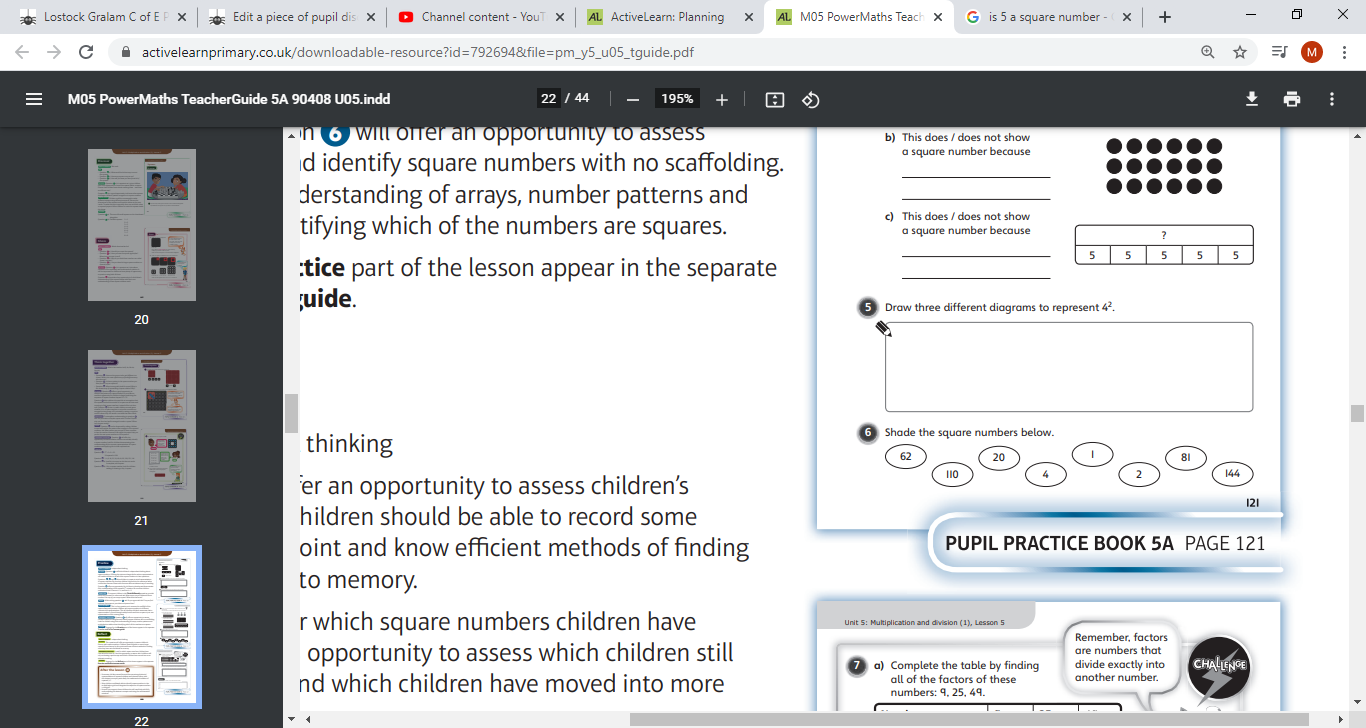 Lostock Gralam C of E P
Edit a piece of pupil dis
Channel content - YouT
ActiveLearn: Planning
M05 PowerMaths Teach
is 5 a square number -
activelearnprimary.co.uk/downloadable-resource?id=792694&file=pm_y5_u05_tguide.pdf
M
M05 PowerMaths TeacherGuide 5A 90408 U05.indd
22 / 44
195%
20
21
22
6 will offer an opportunity to assess
d identify square numbers with no scaffolding.
derstanding of arrays, number patterns and
tifying which of the numbers are squares.
ctice part of the lesson appear in the separate
guide.
thinking
fer an opportunity to assess children's
hildren should be able to record some
oint and know efficient methods of finding
to memory.
r which square numbers children have
opportunity to assess which children still
nd which children have moved into more
b) This does / does not show
a square number because
c) This does / does not show
a square number because
?
5 5 5 5 5
5 Draw three different diagrams to represent 4².
6 Shade the square numbers below.
62 110 20 4 1 2 81 144
121
PUPIL PRACTICE BOOK 5A PAGE 121
Unit 5: Multiplication and division (1), Lesson 5
7 a) Complete the table by finding
all of the factors of these
numbers: 9, 25, 49.
Remember, factors
are numbers that
divide exactly into
another number.
CHALLENGE